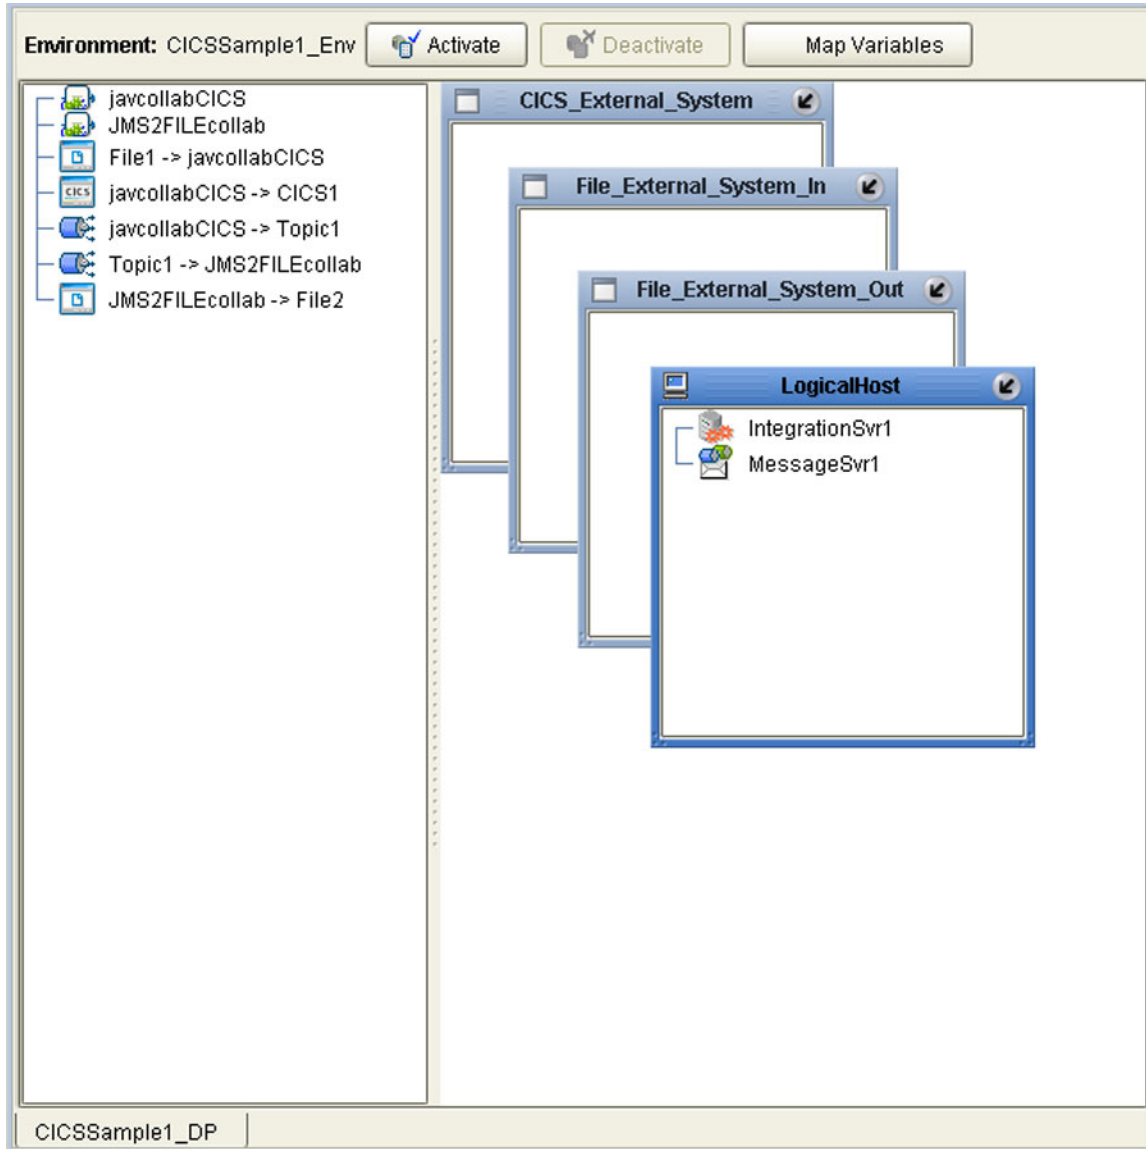 Environment: CICSSample1_Env Activate Deactivate Map Variables
javcollabCICS
JMS2FILEcollab
File1 -> javcollabCICS
CICS javcollabCICS -> CICS1
javcollabCICS -> Topic1
Topic1 -> JMS2FILEcollab
JMS2FILEcollab -> File2
CICS_External_System
File_External_System_In
File_External_System_Out
LogicalHost
IntegrationSvr1
MessageSvr1
CICSSample1_DP